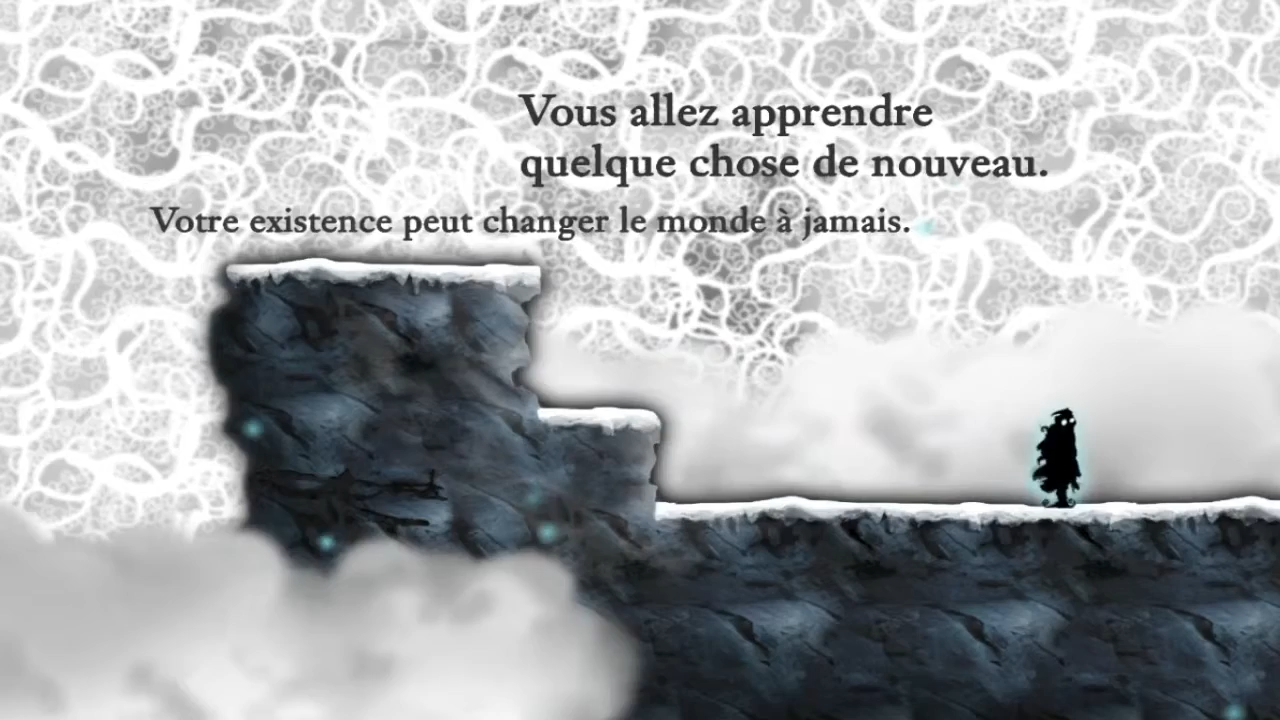 Vous allez apprendre
quelque chose de nouveau.
Votre existence peut changer le monde à jamais.